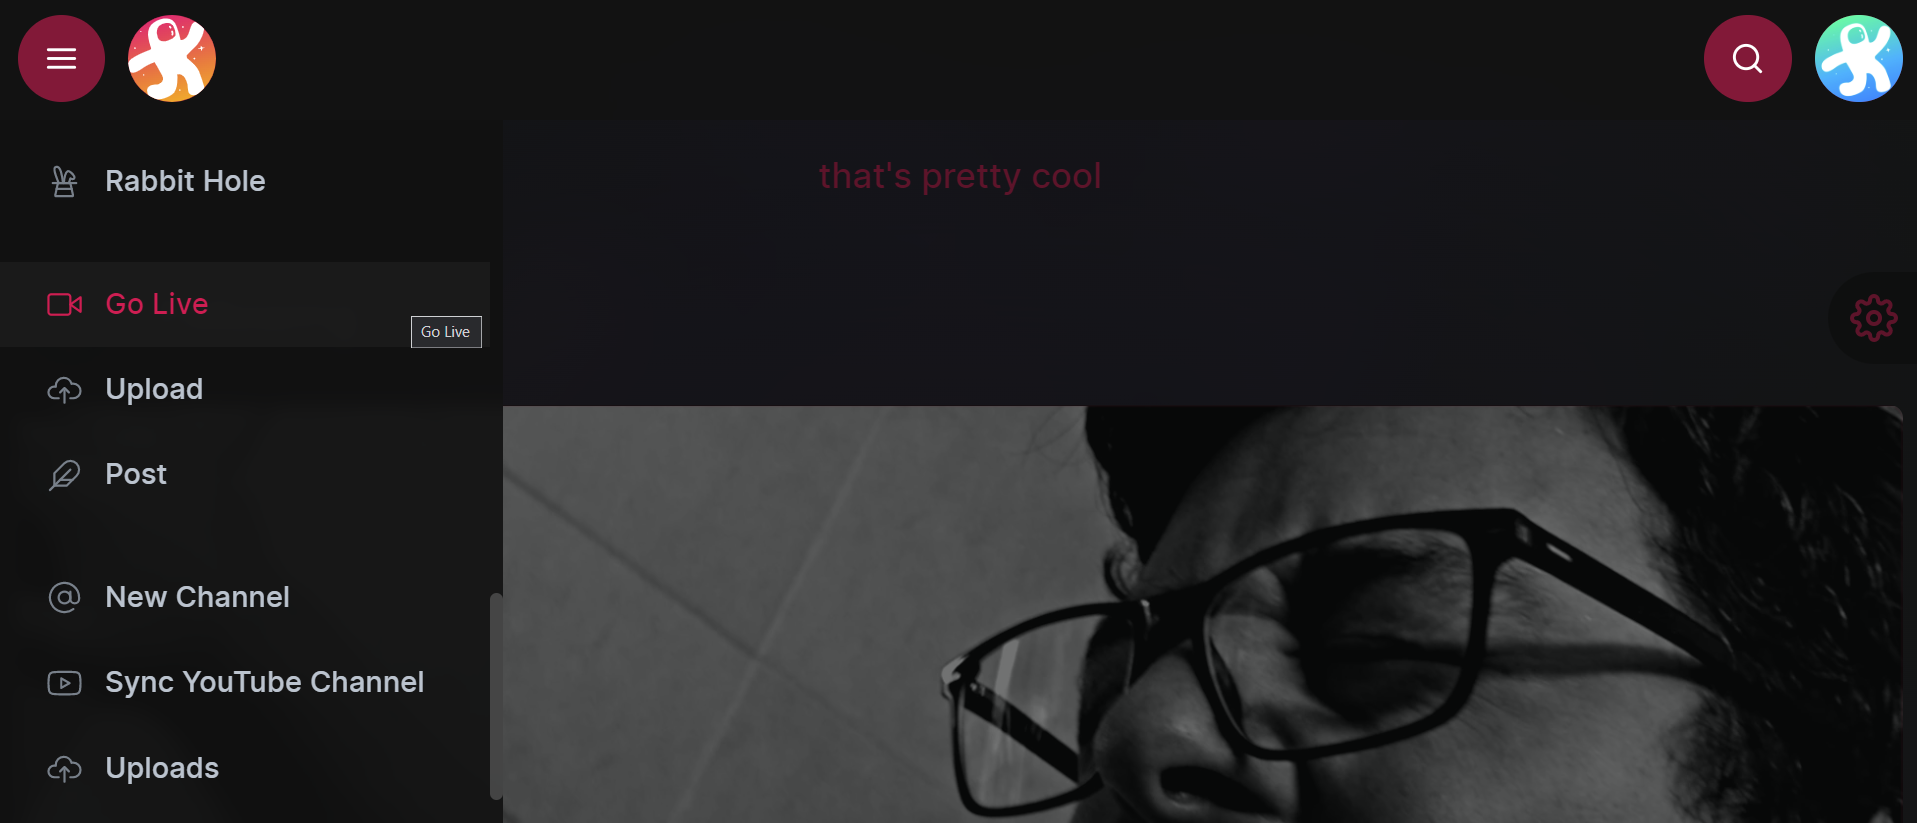 that's pretty cool
Rabbit Hole
Go Live
Go Live
Upload
Post
New Channel
Sync YouTube Channel
Uploads